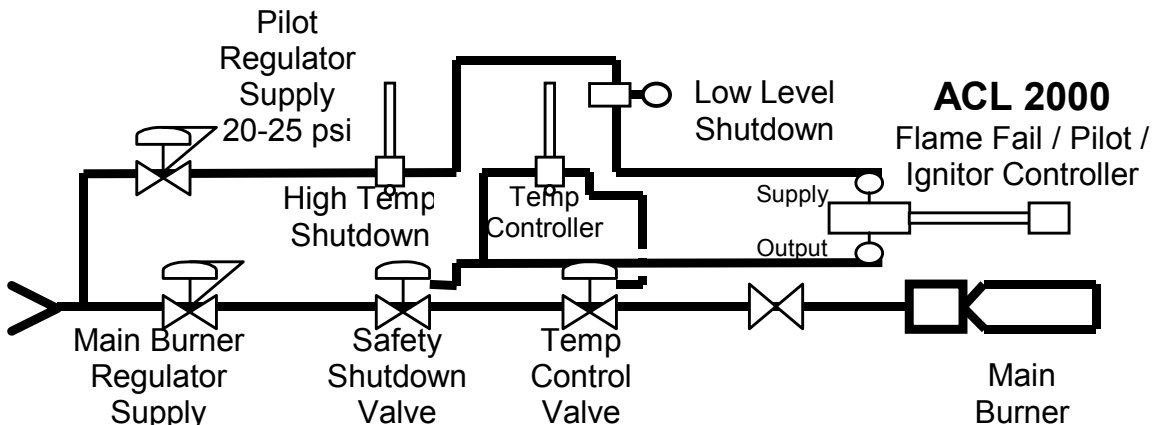 Pilot
Regulator
Supply
20-25 psi
Low Level
Shutdown
ACL 2000
Flame Fail / Pilot /
Ignitor Controller
High Temp
Shutdown
Temp
Controller
Supply
Output
Main Burner
Regulator
Supply
Safety
Shutdown
Valve
Temp
Control
Valve
Main
Burner